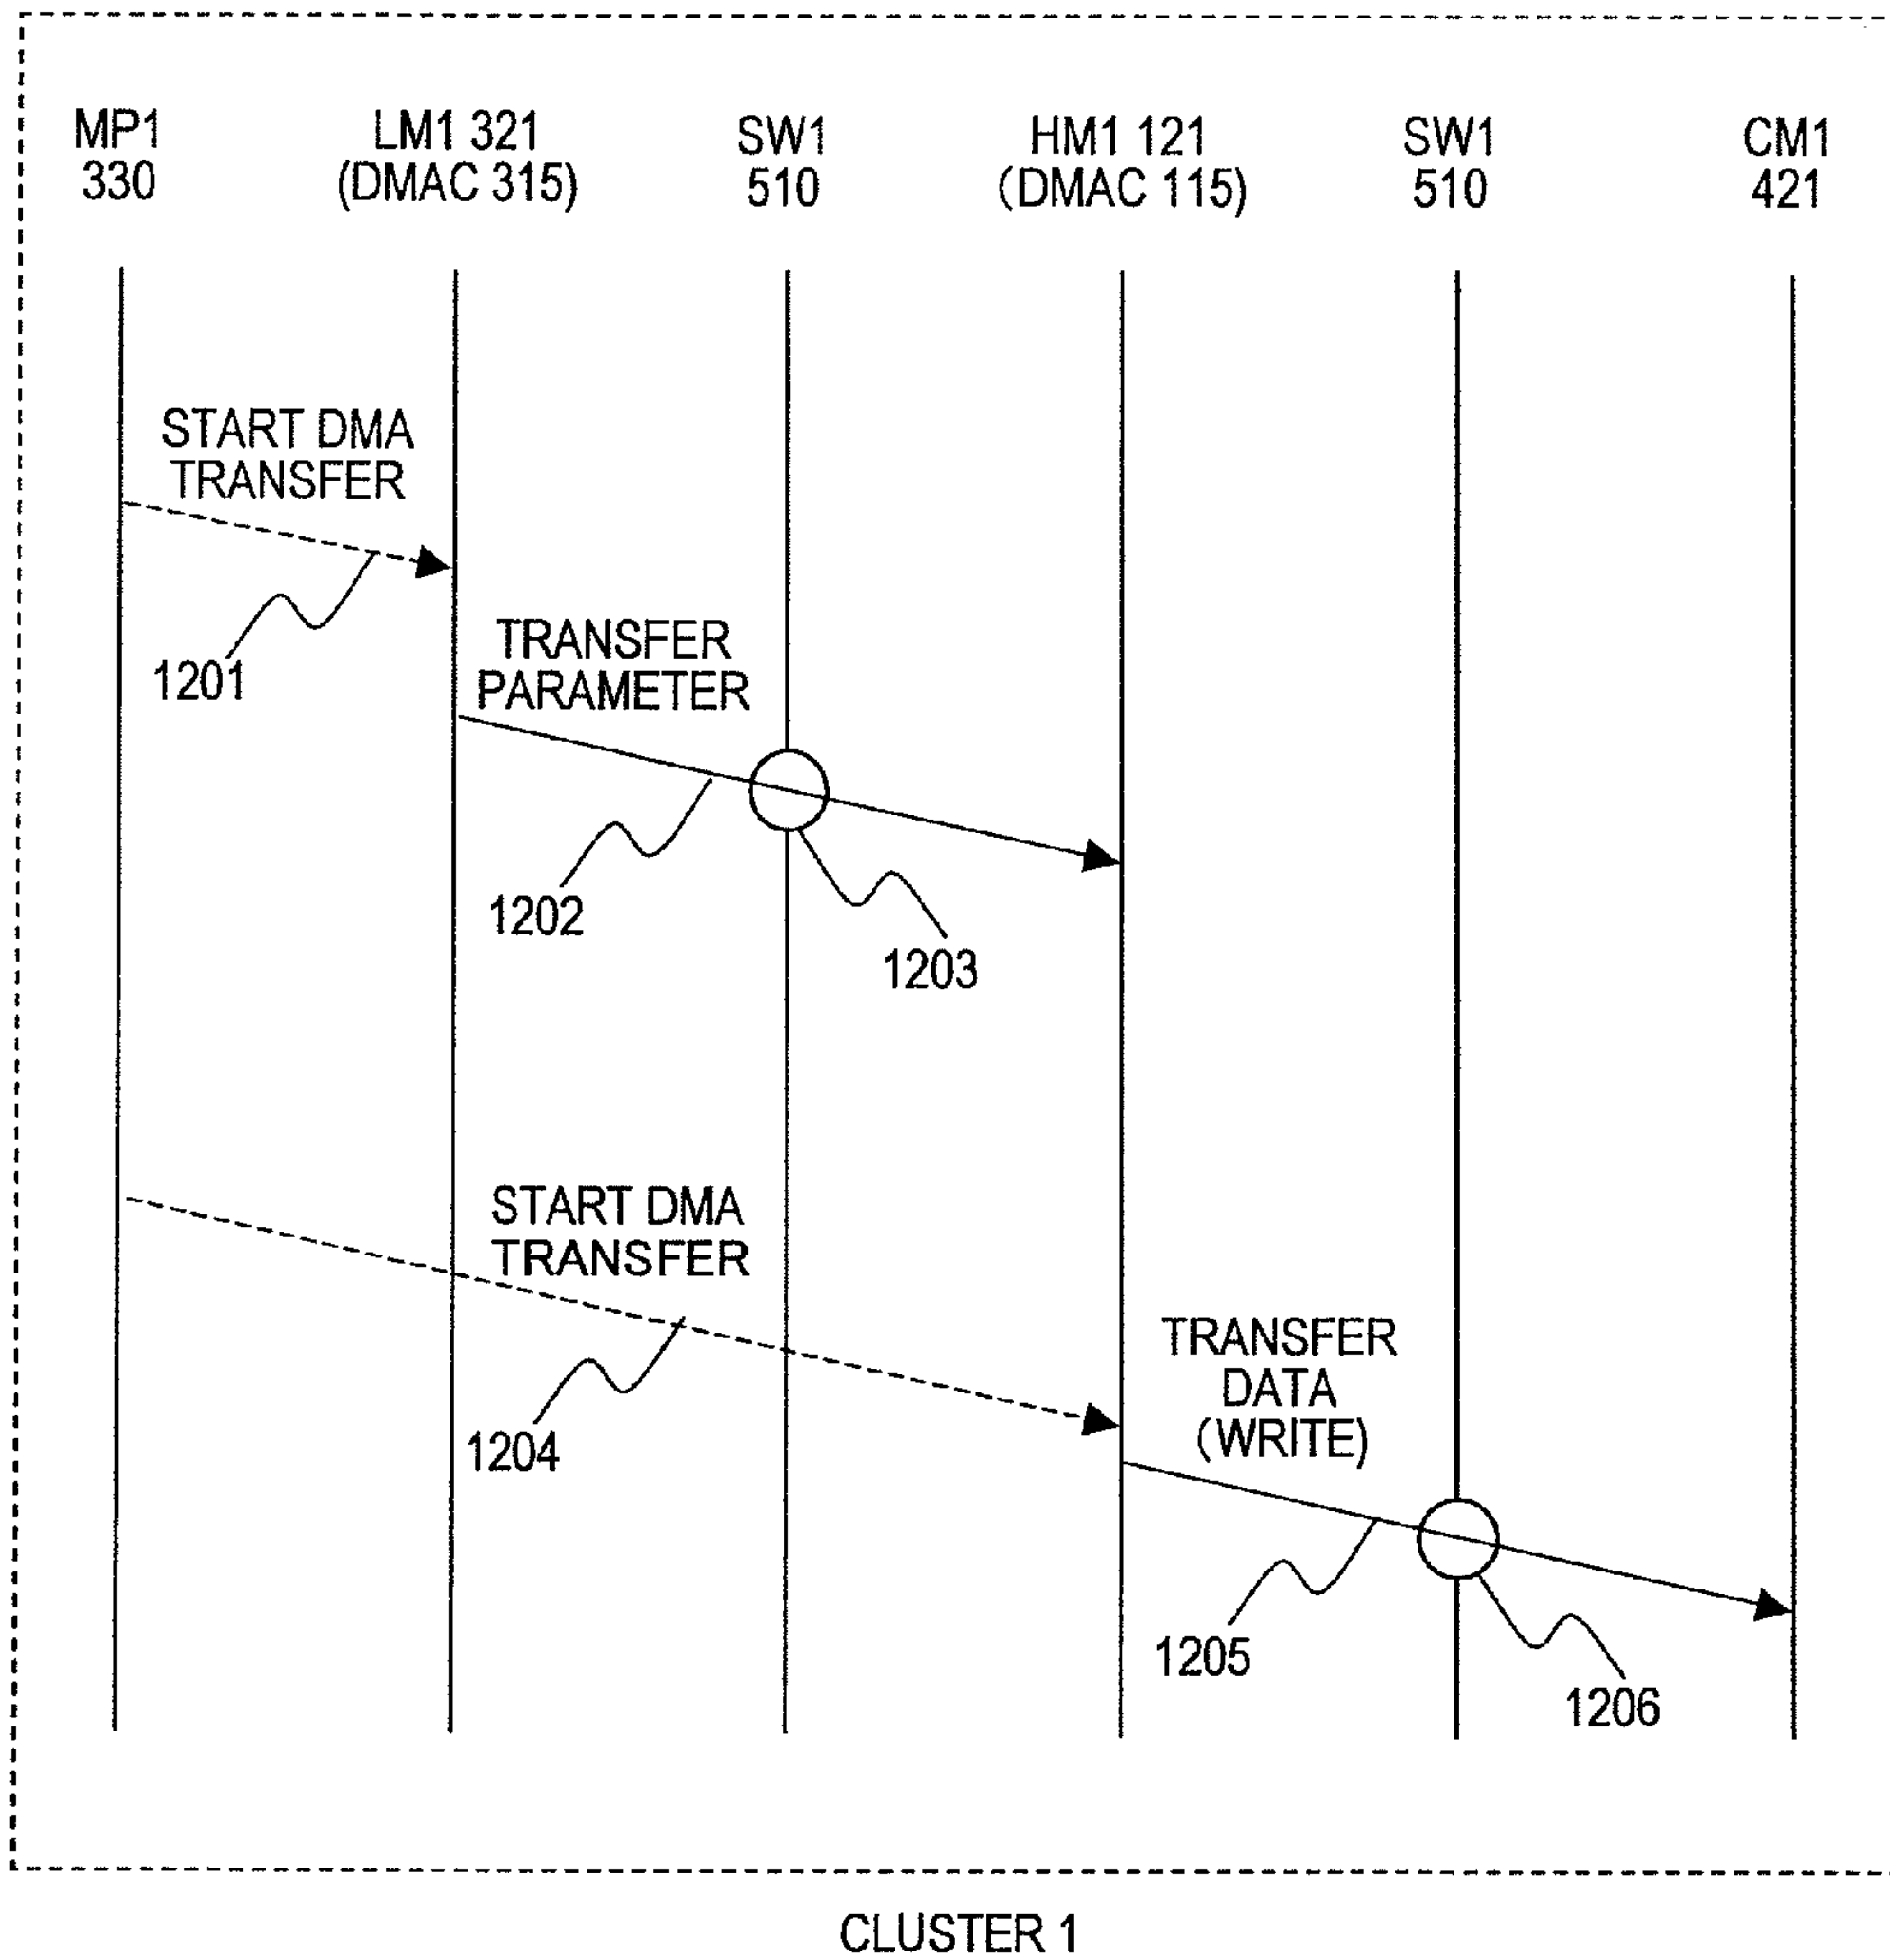 MP1
330
LM1 321
(DMAC 315)
SW1
510
HM1 121
(DMAC 115)
SW1
510
CM1
421
START DMA
TRANSFER
1201
TRANSFER
PARAMETER
1202
1203
START DMA
TRANSFER
1204
TRANSFER
DATA
(WRITE)
1205
1206
CLUSTER 1